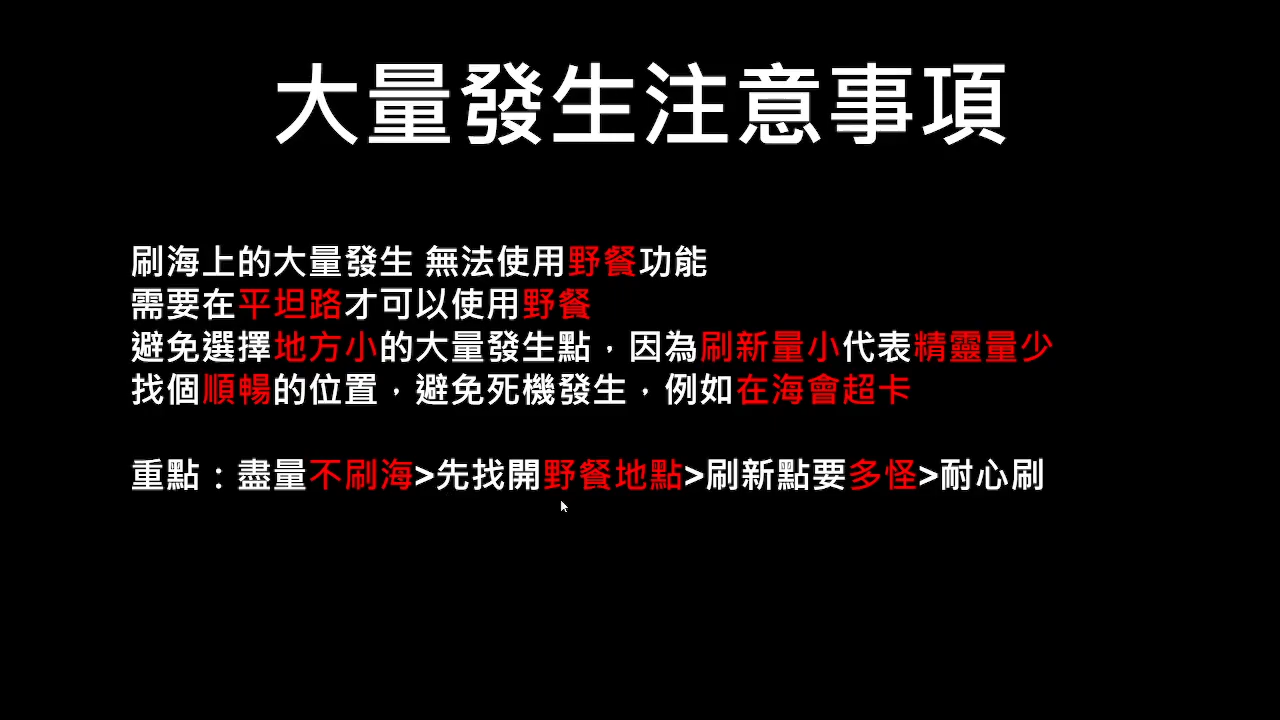 大量發生注意事項
刷海上的大量發生 無法使用野餐功能
需要在平坦路才可以使用野餐
避免選擇地方小的大量發生點，因為刷新量小代表精靈量少
找個順暢的位置，避免死機發生，例如在海會超卡
重點：盡量不刷海>先找開野餐地點>刷新點要多怪>耐心刷